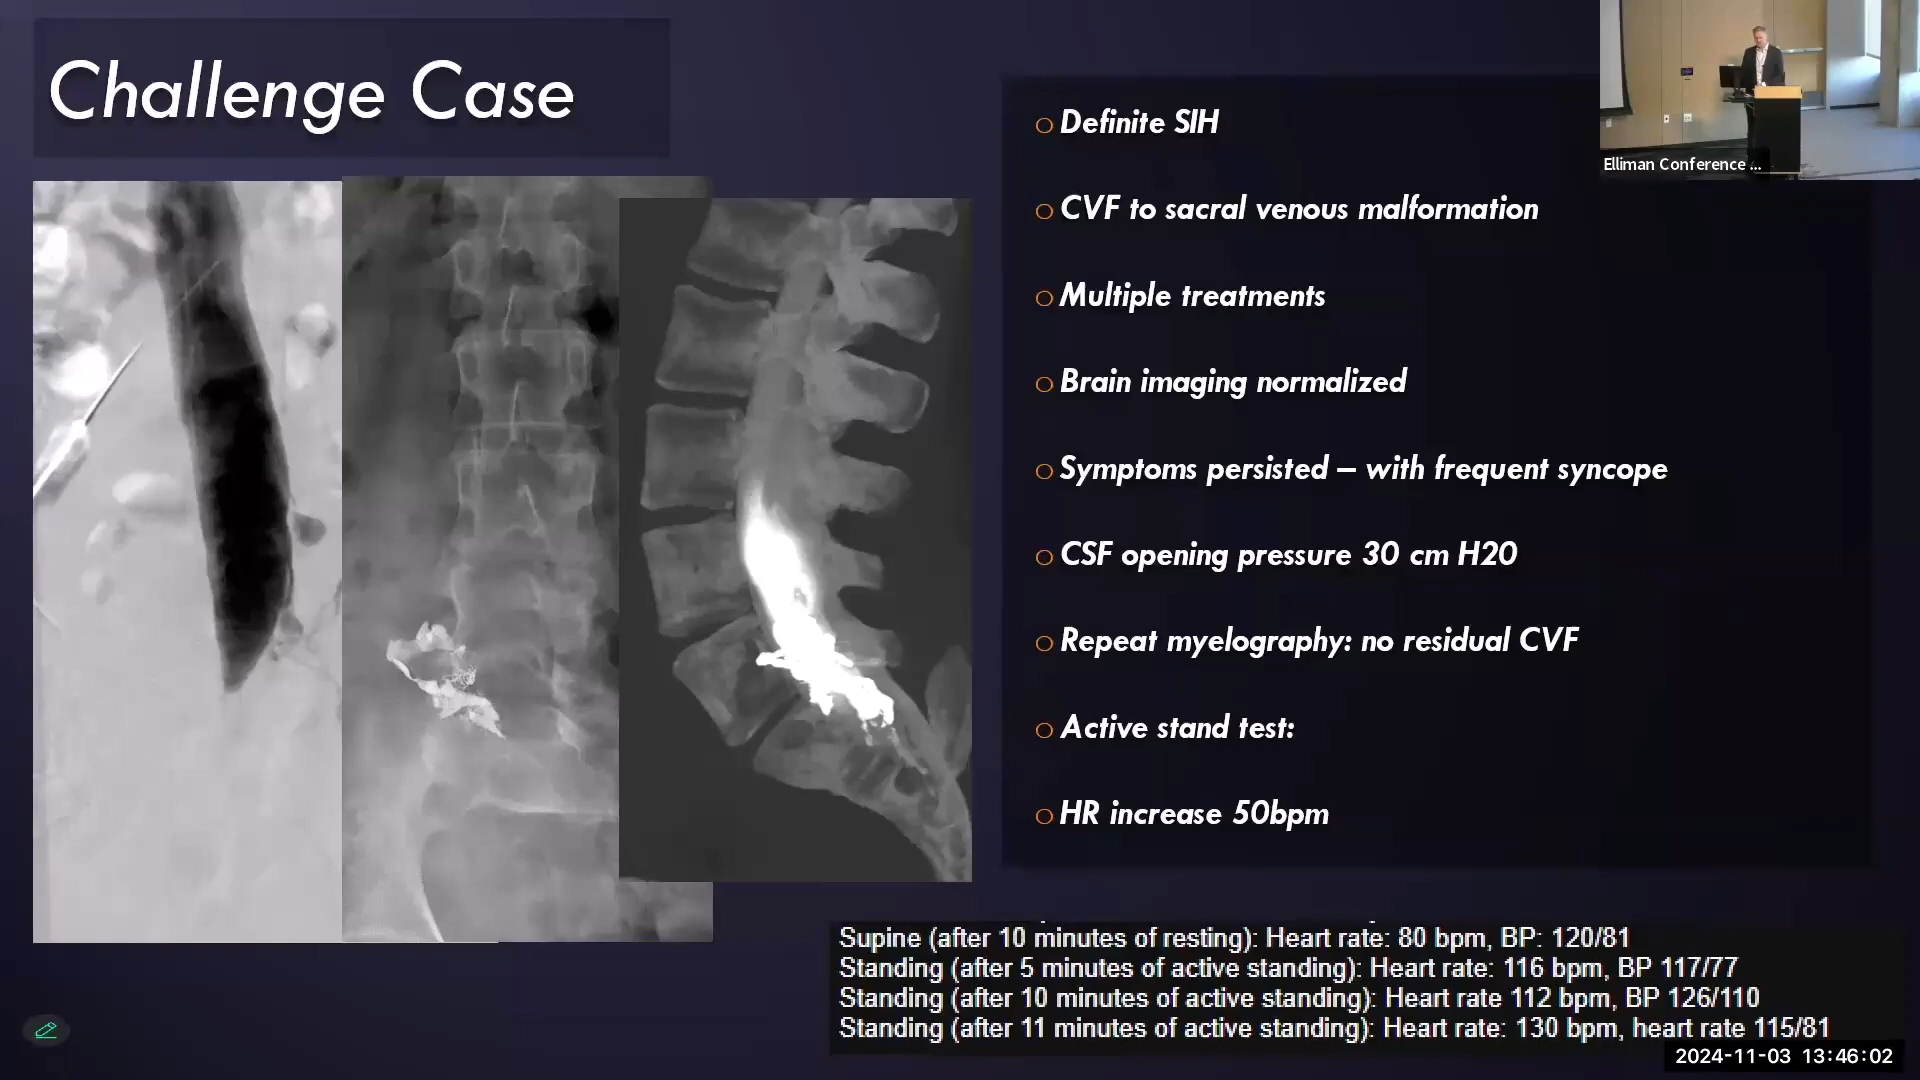 Challenge Case
Definite SIH
CVF to sacral venous malformation
Multiple treatments
Brain imaging normalized
Symptoms persisted – with frequent syncope
CSF opening pressure 30 cm H20
Repeat myelography: no residual CVF
Active stand test:
HR increase 50bpm
Elliman Conference ...
Supine (after 10 minutes of resting): Heart rate: 80 bpm, BP: 120/81
Standing (after 5 minutes of active standing): Heart rate: 116 bpm, BP 117/77
Standing (after 10 minutes of active standing): Heart rate 112 bpm, BP 126/110
Standing (after 11 minutes of active standing): Heart rate: 130 bpm, heart rate 115/81
2024-11-03 13:46:02